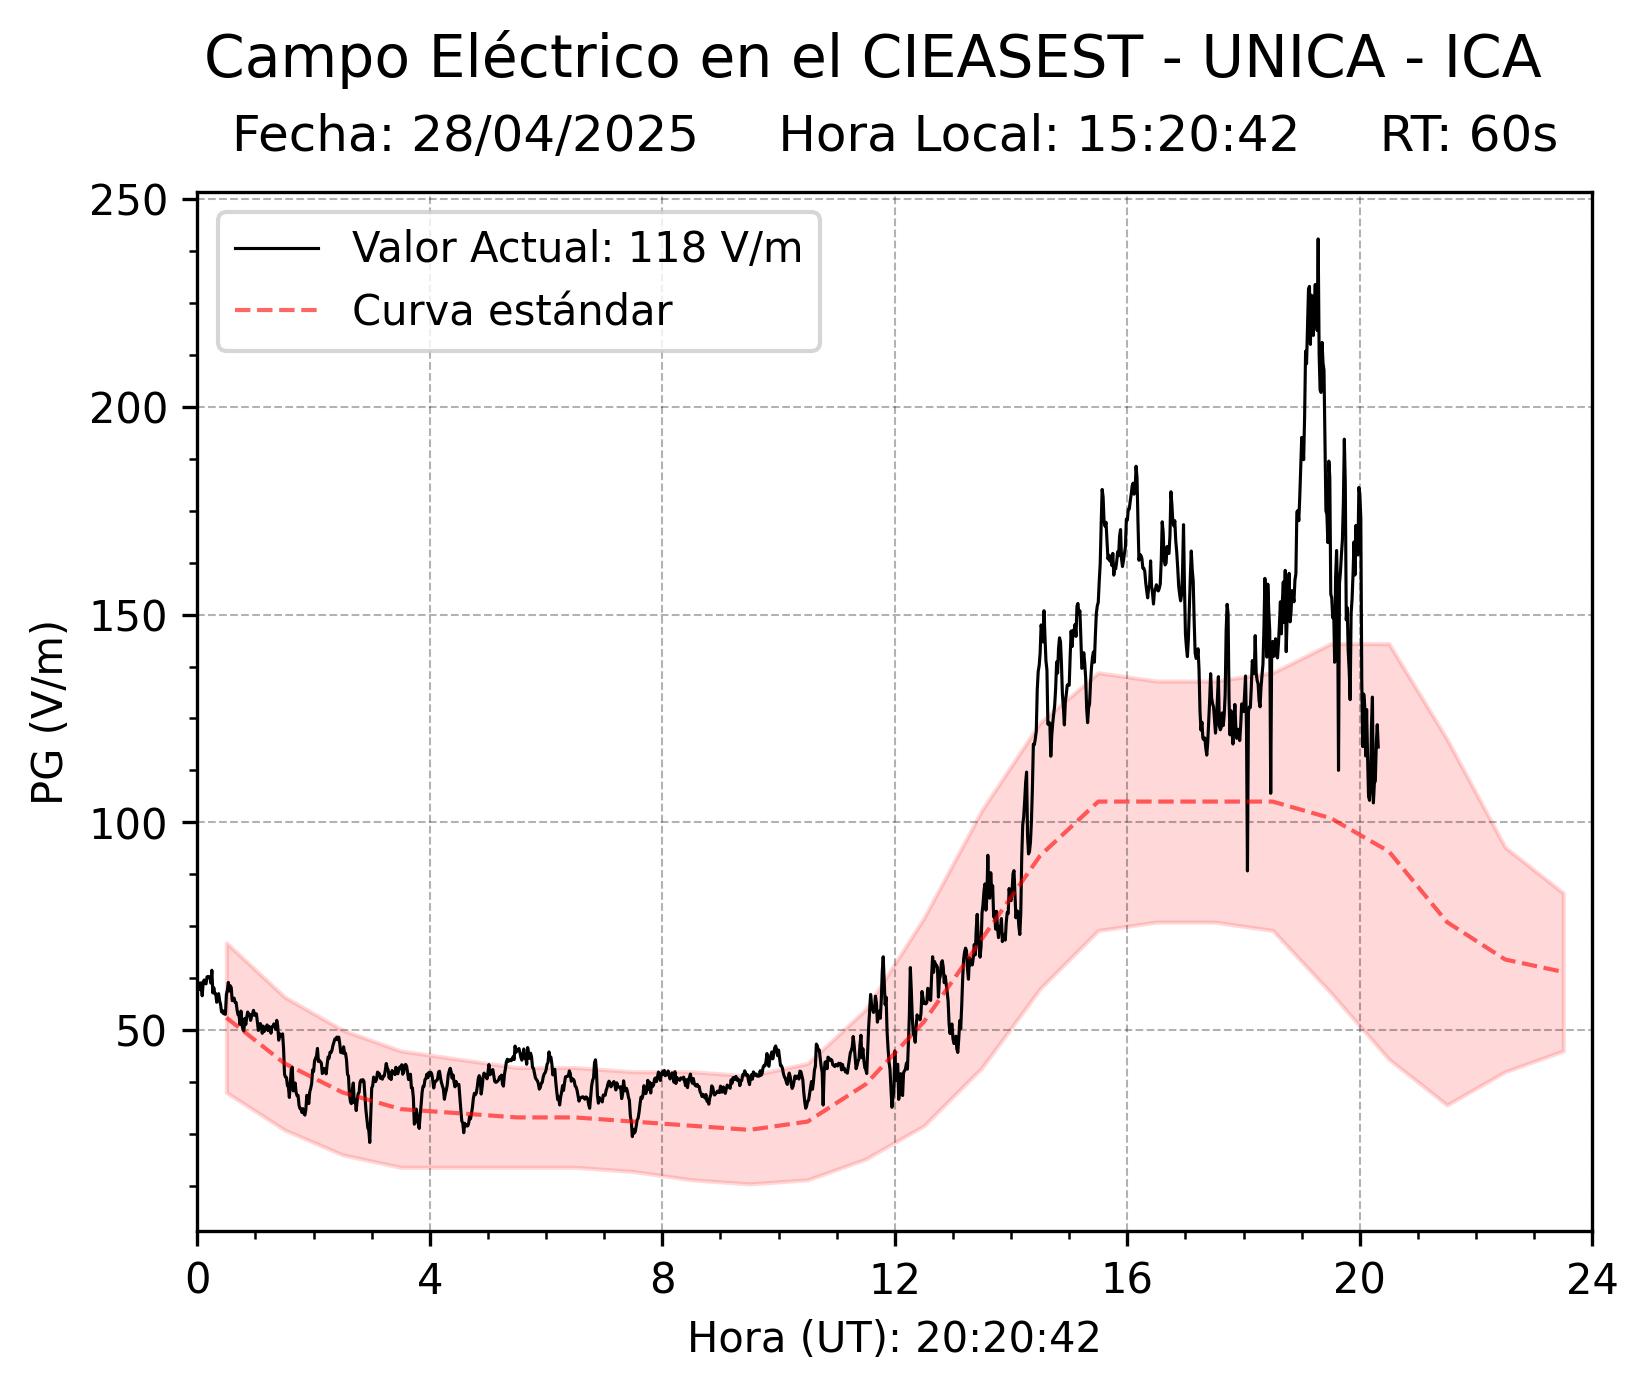 Campo Eléctrico en el CIEASEST - UNICA - ICA
Fecha: 28/04/2025 Hora Local: 15:20:42 RT: 60s
Valor Actual: 118 V/m
Curva estándar
250
200
150
100
50
PG (V/m)
0 4 8 12 16 20 24
Hora (UT): 20:20:42